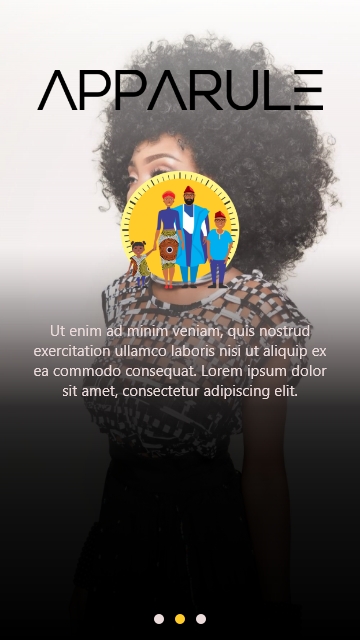 APPARULE
Ut enim ad minim veniam, quis nostrud
exercitation ullamco laboris nisi ut aliquip ex
ea commodo consequat. Lorem ipsum dolor
sit amet, consectetur adipiscing elit.